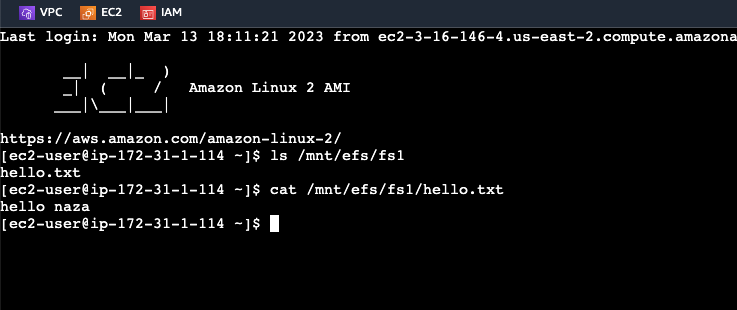 VPC EC2 IAM
Last login: Mon Mar 13 18:11:21 2023 from ec2-3-16-146-4.us-east-2.compute.amazona
       __|  __|_  )
       _|  (     /   Amazon Linux 2 AMI
      ___|\___|___|
https://aws.amazon.com/amazon-linux-2/
[ec2-user@ip-172-31-1-114 ~]$ ls /mnt/efs/fs1
hello.txt
[ec2-user@ip-172-31-1-114 ~]$ cat /mnt/efs/fs1/hello.txt
hello naza
[ec2-user@ip-172-31-1-114 ~]$